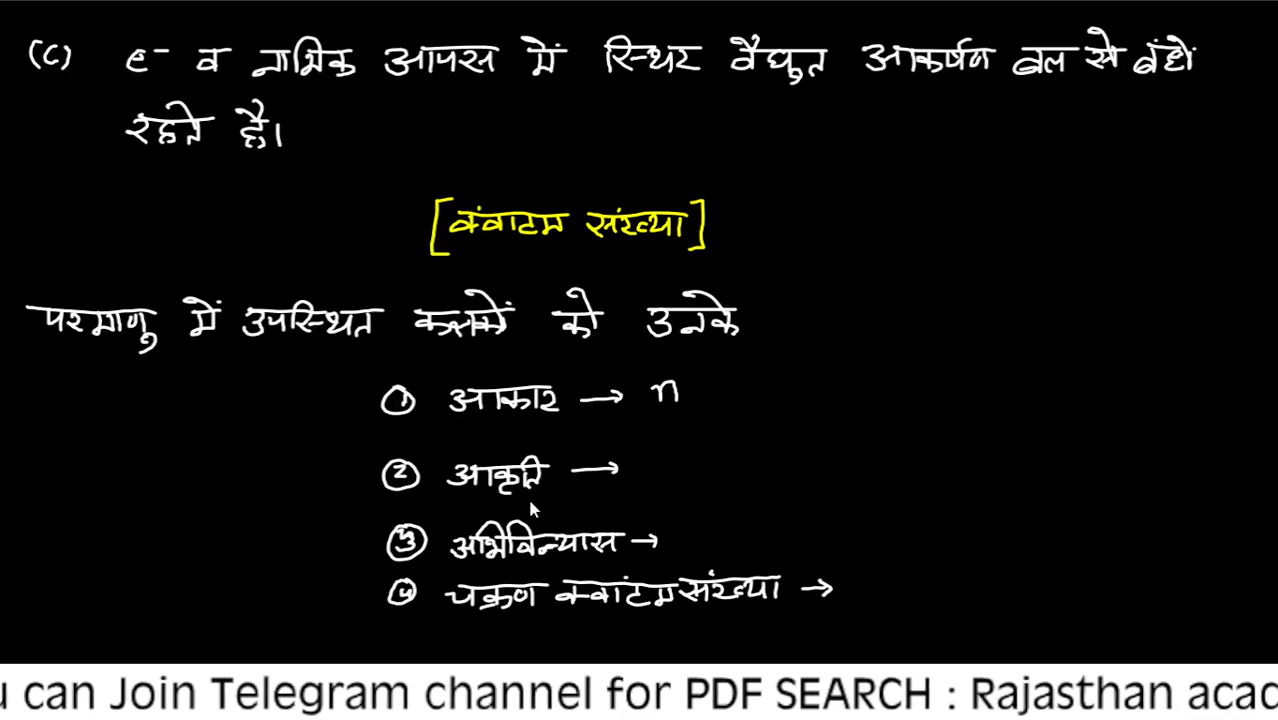 (c) e⁻ व नाभिक आपस में स्थिर वैद्युत आकर्षण बल से बंधे
रहते है।
[क्वाटम संख्या]
परमाणु में उपस्थित कक्षकों को उनके
① आकार → n
② आकृति →
③ अभिविन्यास →
④ चक्रण क्वांटम संख्या →
u can Join Telegram channel for PDF SEARCH : Rajasthan acad